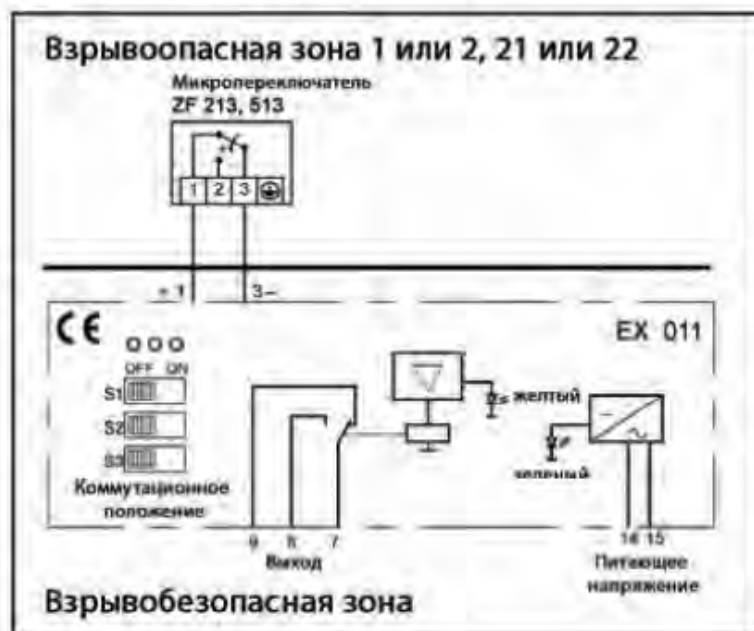 Взрывоопасная зона 1 или 2, 21 или 22
Микропереключатель
ZF 213, 513
1 2 3
+ 1 3 –
CE
EX 011
OFF ON
S1
S2
S3
Коммутационное
положение
желтый
зеленый
9 8 7
14 15
Выход
Питающее
напряжение
Взрывобезопасная зона